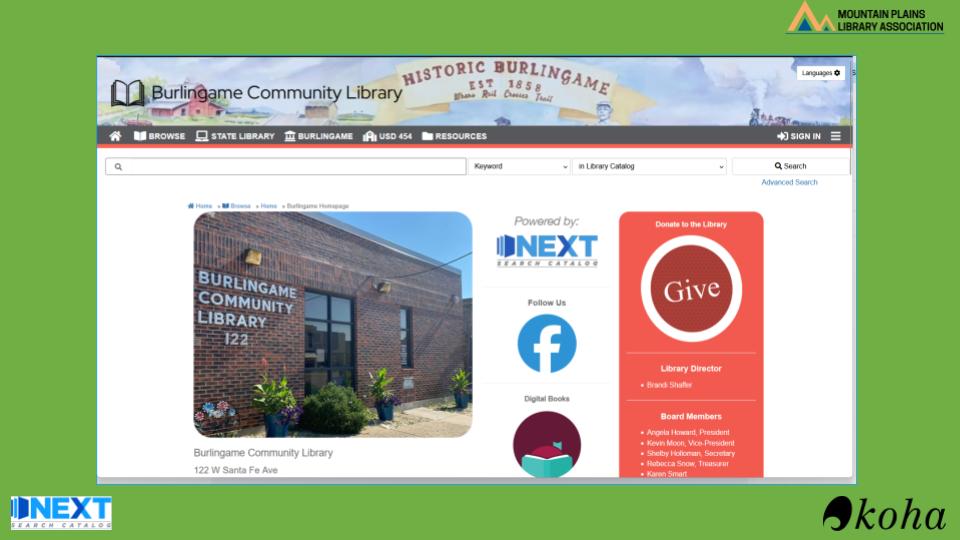 MOUNTAIN PLAINS
LIBRARY ASSOCIATION
Languages
Burlingame Community Library
HISTORIC BURLINGAME
EST 1858
Where Rail Crosses Trail
BROWSE STATE LIBRARY BURLINGAME USD 454 RESOURCES SIGN IN
Keyword in Library Catalog Search
Advanced Search
Home » Browse » Home » Burlingame Homepage
BURLINGAME
COMMUNITY
LIBRARY
122
Burlingame Community Library
122 W Santa Fe Ave
Powered by:
NEXT
SEARCH CATALOG
Follow Us
Digital Books
Donate to the Library
Give
Library Director
Brandi Shaffer
Board Members
Angela Howard, President
Kevin Moon, Vice-President
Shelby Holloman, Secretary
Rebecca Snow, Treasurer
Karen Smart
NEXT
SEARCH CATALOG
koha